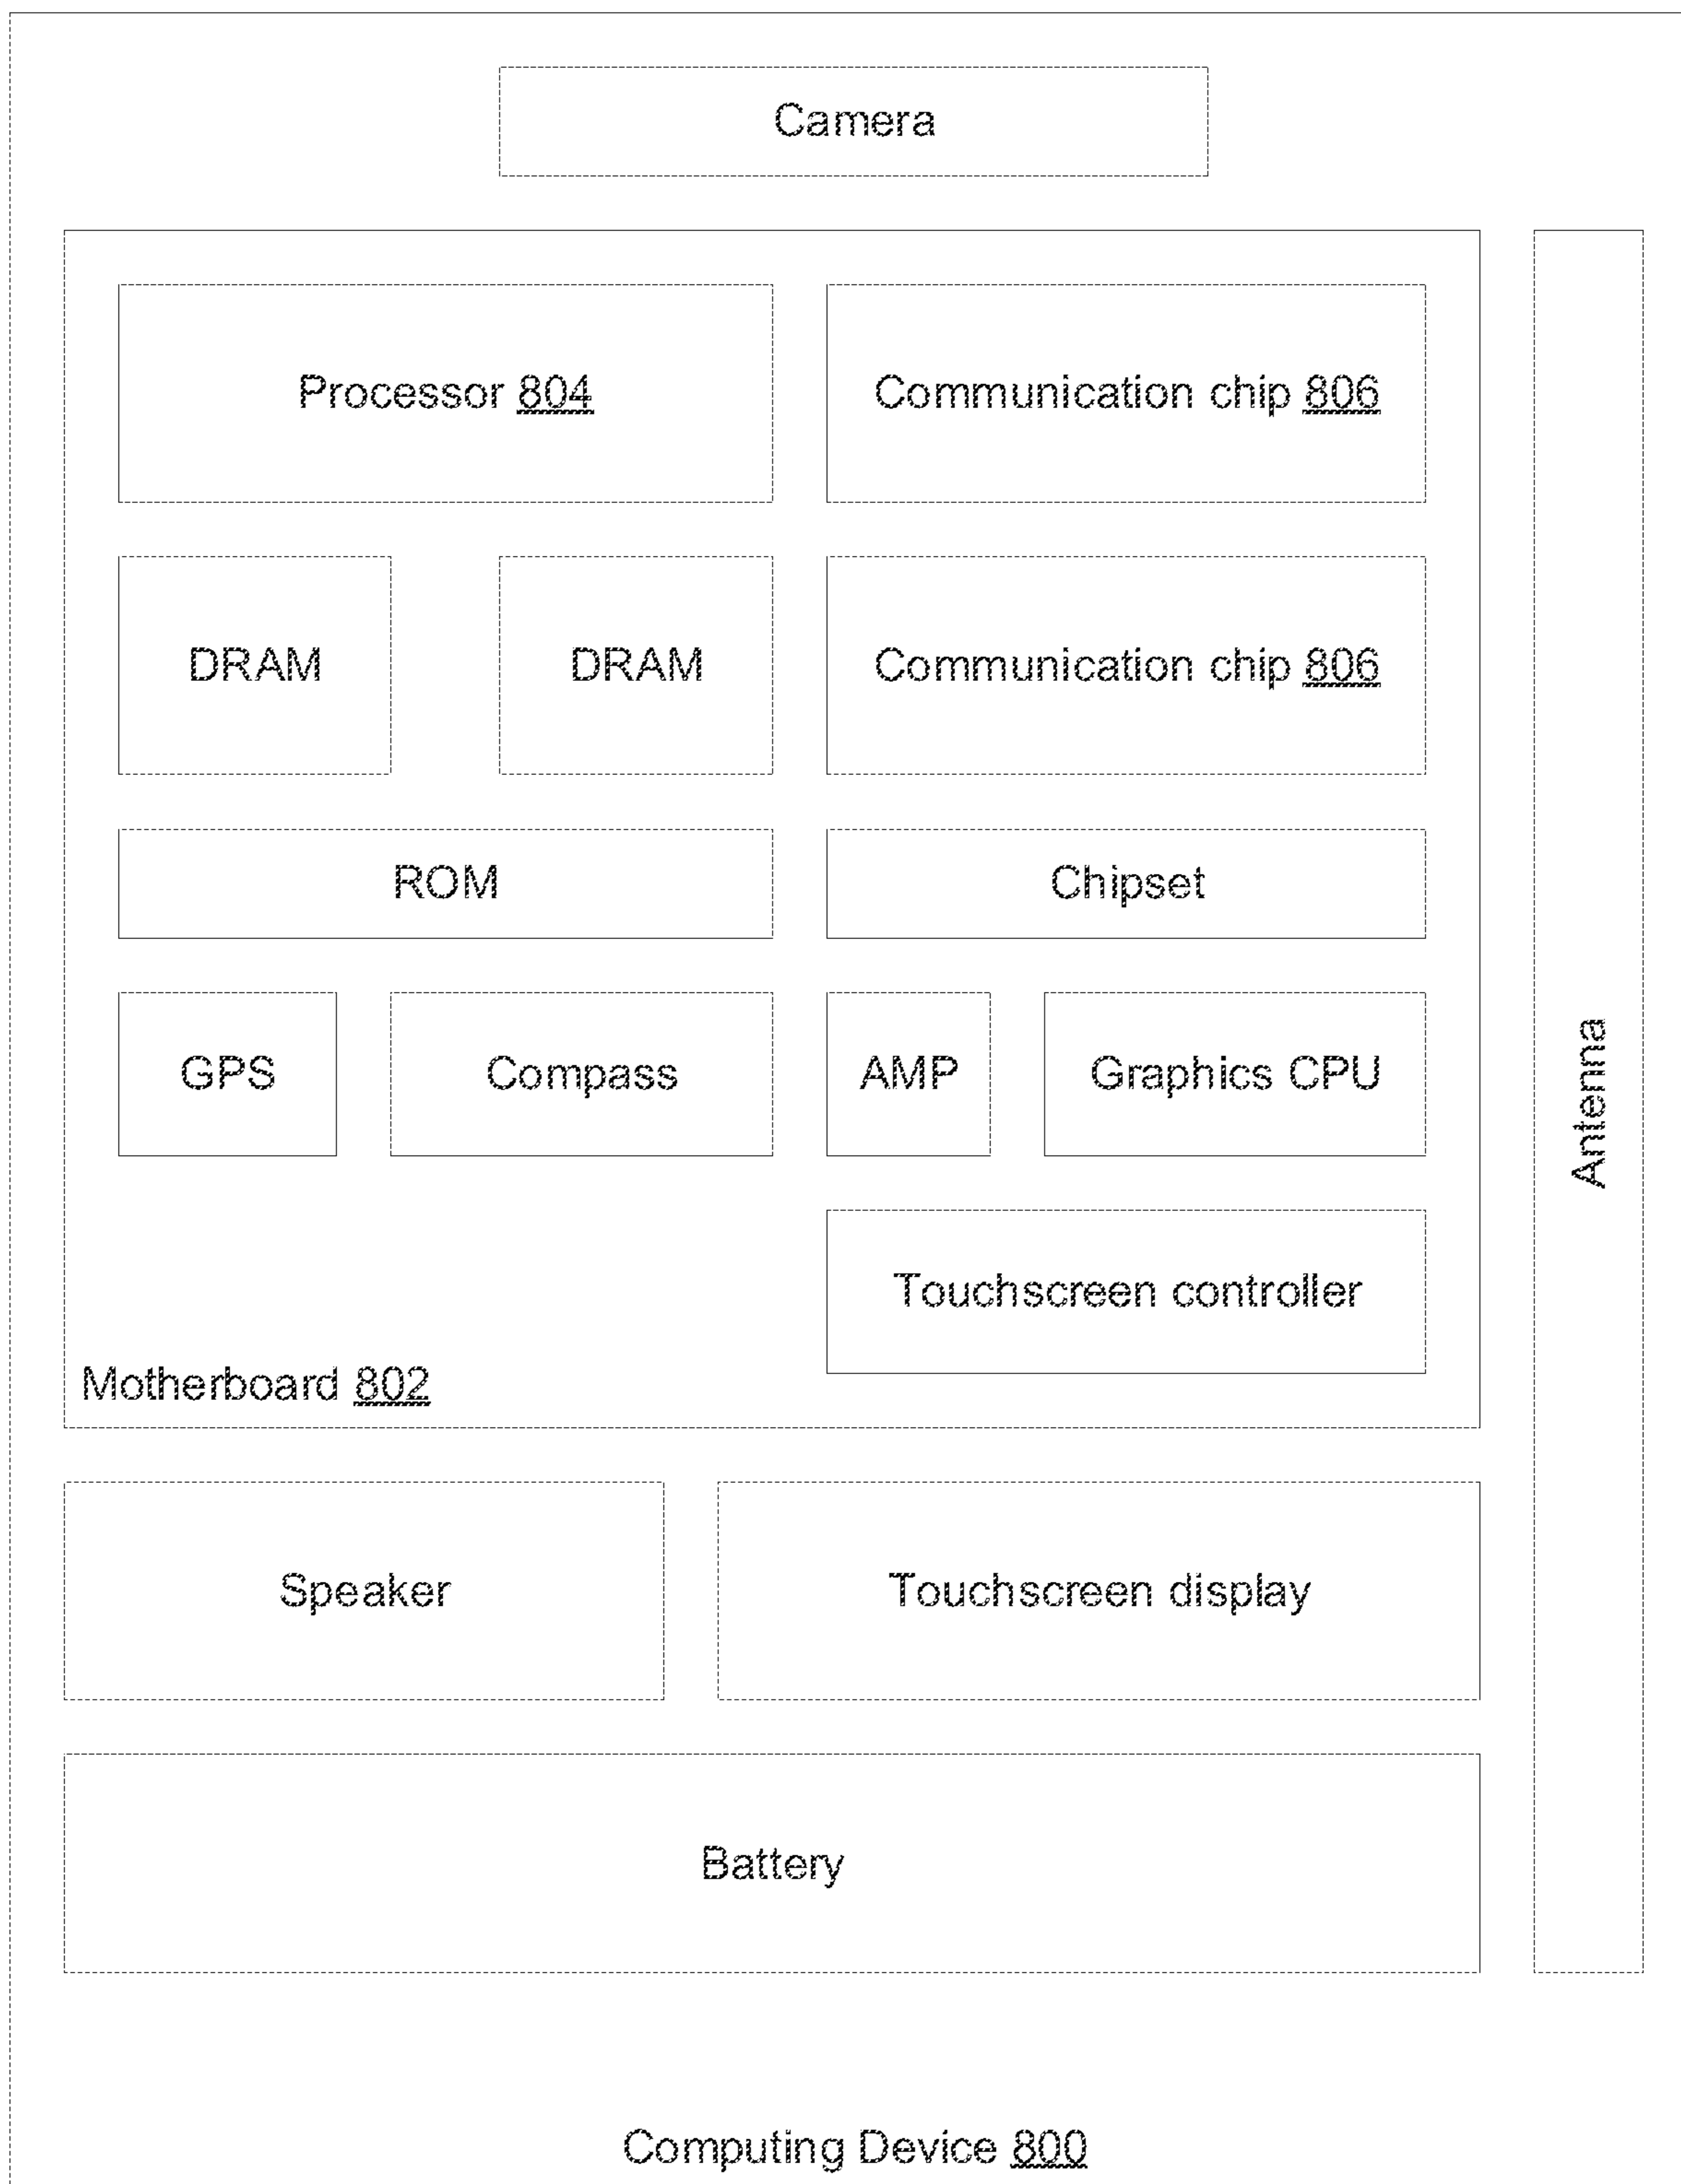 Camera
Processor 804
Communication chip 806
DRAM
DRAM
Communication chip 806
ROM
Chipset
GPS
Compass
AMP
Graphics CPU
Touchscreen controller
Motherboard 802
Antenna
Speaker
Touchscreen display
Battery
Computing Device 800